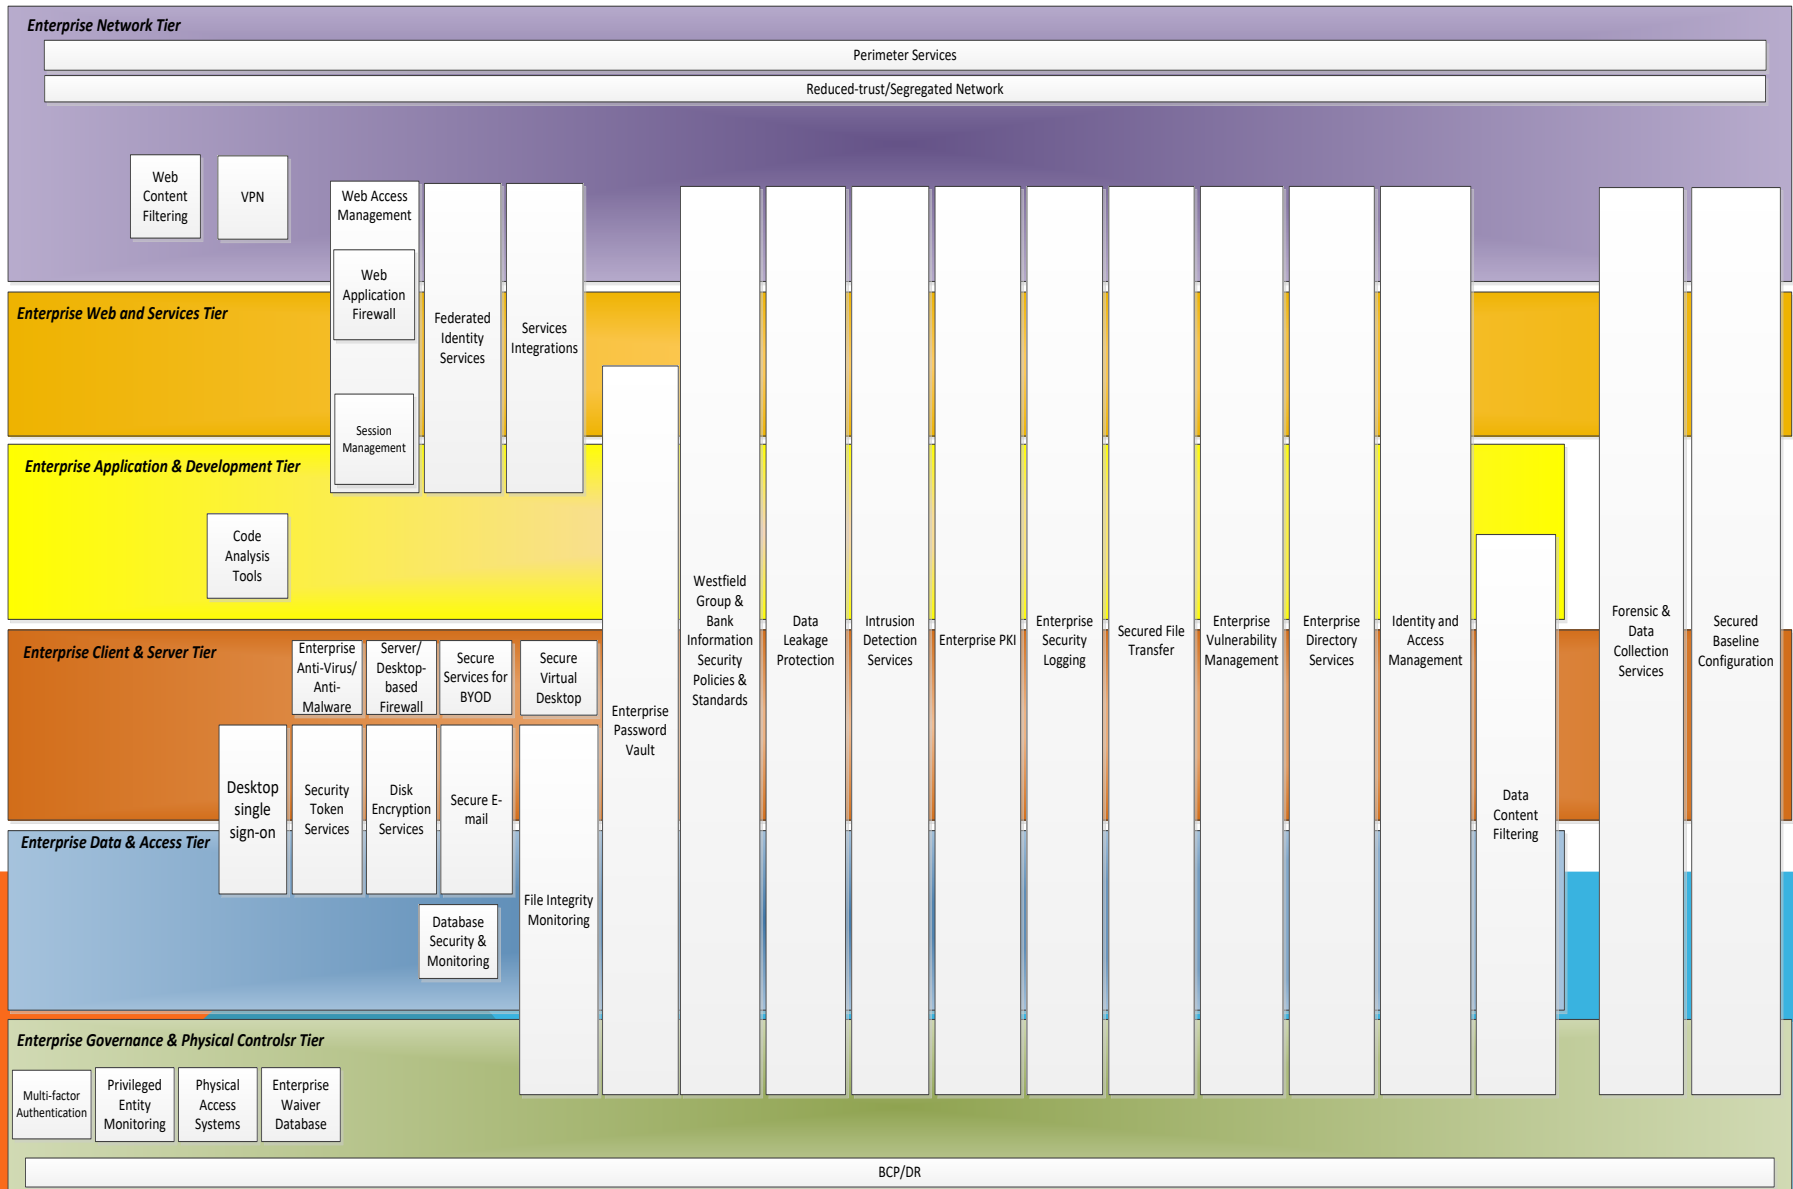 Enterprise Network Tier
Perimeter Services
Reduced-trust/Segregated Network
Web
Content
Filtering
VPN
Web Access
Management
Web
Application
Firewall
Session
Management
Federated
Identity
Services
Services
Integrations
Enterprise Web and Services Tier
Enterprise Application & Development Tier
Code
Analysis
Tools
Enterprise
Password
Vault
Westfield
Group &
Bank
Information
Security
Policies &
Standards
Data
Leakage
Protection
Intrusion
Detection
Services
Enterprise PKI
Enterprise
Security
Logging
Secured File
Transfer
Enterprise
Vulnerability
Management
Enterprise
Directory
Services
Identity and
Access
Management
Data
Content
Filtering
Forensic &
Data
Collection
Services
Secured
Baseline
Configuration
Enterprise Client & Server Tier
Enterprise
Anti-Virus/
Anti-
Malware
Server/
Desktop-
based
Firewall
Secure
Services for
BYOD
Secure
Virtual
Desktop
Desktop
single
sign-on
Security
Token
Services
Disk
Encryption
Services
Secure E-
mail
File Integrity
Monitoring
Enterprise Data & Access Tier
Database
Security &
Monitoring
Enterprise Governance & Physical Controlsr Tier
Multi-factor
Authentication
Privileged
Entity
Monitoring
Physical
Access
Systems
Enterprise
Waiver
Database
BCP/DR